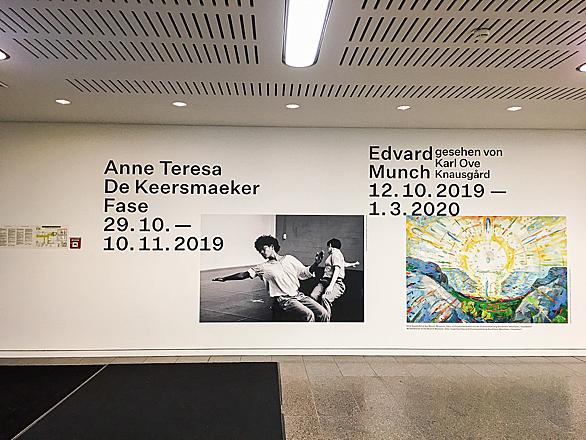 Anne Teresa
De Keersmaeker
Fase
29.10.—
10.11.2019
Edvard
Munch
gesehen von
Karl Ove
Knausgård
12.10.2019 —
1.3.2020